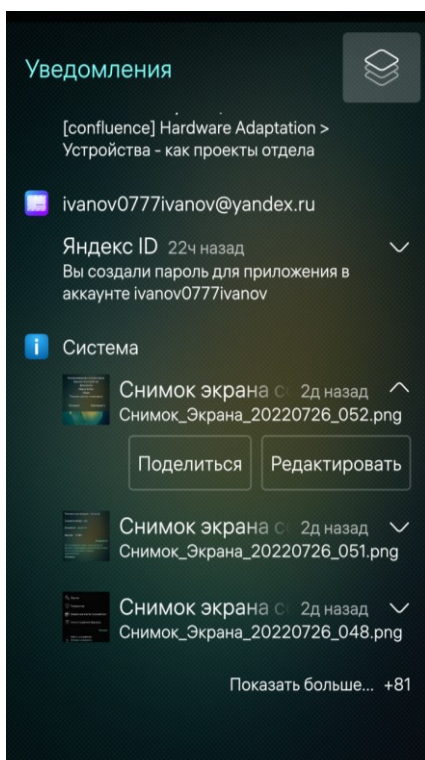 Уведомления
[confluence] Hardware Adaptation >
Устройства - как проекты отдела
ivanov0777ivanov@yandex.ru
Яндекс ID 22ч назад
Вы создали пароль для приложения в
аккаунте ivanov0777ivanov
Система
Снимок экрана 2д назад
Снимок_Экрана_20220726_052.png
Поделиться Редактировать
Снимок экрана 2д назад
Снимок_Экрана_20220726_051.png
Снимок экрана 2д назад
Снимок_Экрана_20220726_048.png
Показать больше... +81